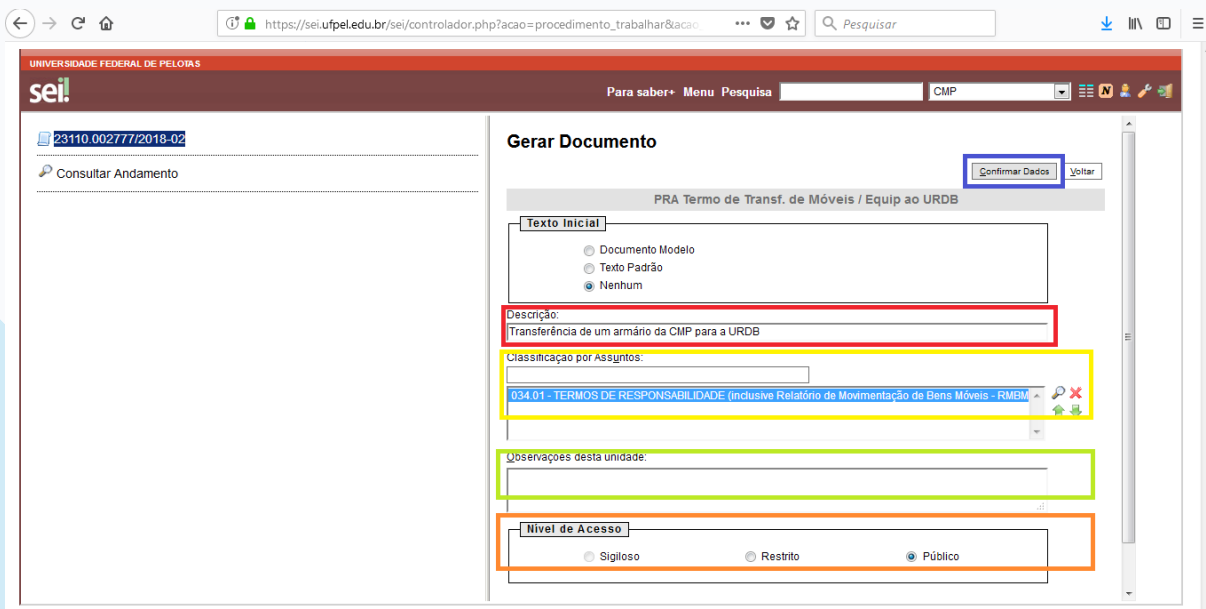 https://sei.ufpel.edu.br/sei/controlador.php?acao=procedimento_trabalhar&acao
Pesquisar
UNIVERSIDADE FEDERAL DE PELOTAS
sei!
Para saber+ Menu Pesquisa
CMP
N
23110.002777/2018-02
Consultar Andamento
Gerar Documento
Confirmar Dados
Voltar
PRA Termo de Transf. de Móveis / Equip ao URDB
Texto Inicial
Documento Modelo
Texto Padrão
Nenhum
Descrição:
Transferência de um armário da CMP para a URDB
Classificação por Assuntos:
034.01 - TERMOS DE RESPONSABILIDADE (inclusive Relatório de Movimentação de Bens Móveis - RMBM
Observações desta unidade:
Nível de Acesso
Sigiloso
Restrito
Público